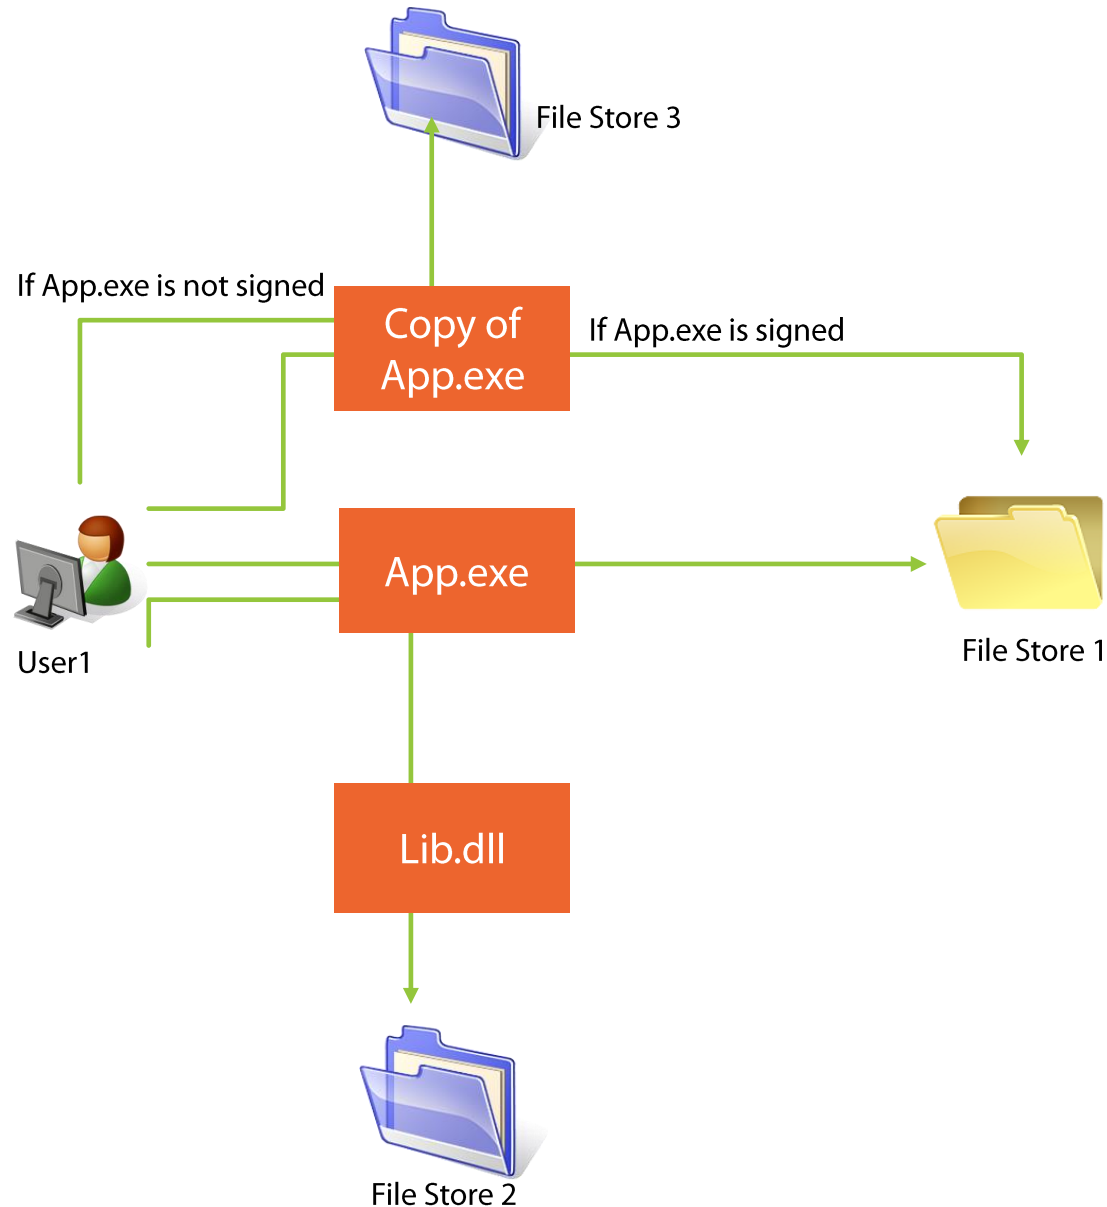 File Store 3
If App.exe is not signed
Copy of
App.exe
If App.exe is signed
App.exe
User1
File Store 1
Lib.dll
File Store 2